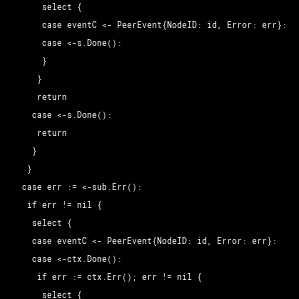 select {
case eventC <- PeerEvent{NodeID: id, Error: err}:
case <-s.Done():
}
}
return
case <-s.Done():
return
}
}
case err := <-sub.Err():
if err != nil {
select {
case eventC <- PeerEvent{NodeID: id, Error: err}:
case <-ctx.Done():
if err := ctx.Err(); err != nil {
select {